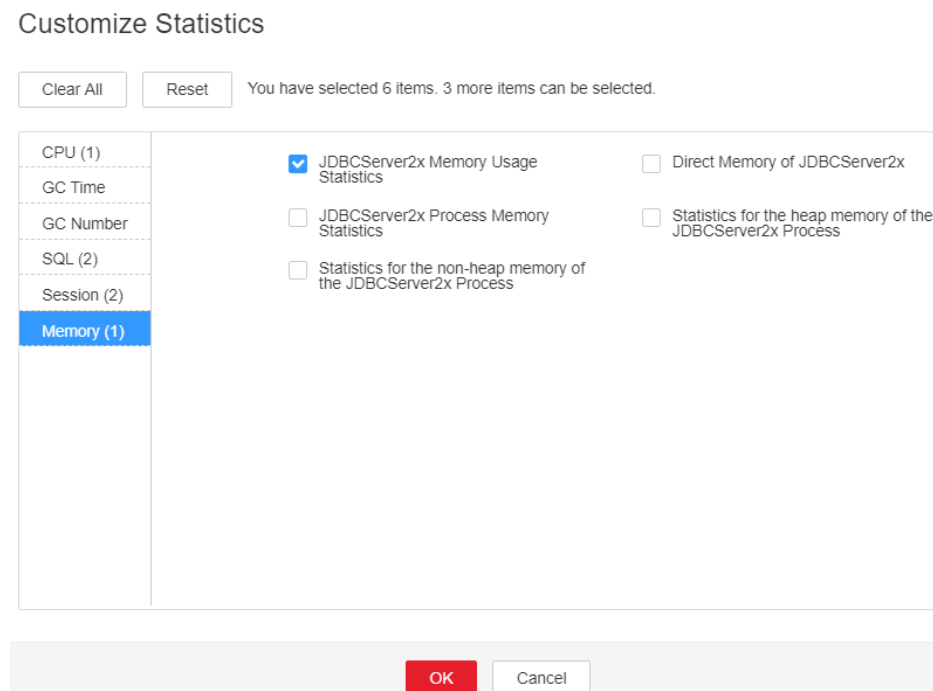 Customize Statistics
Clear All
Reset
You have selected 6 items. 3 more items can be selected.
CPU (1)
GC Time
GC Number
SQL (2)
Session (2)
Memory (1)
JDBCServer2x Memory Usage
Statistics
Direct Memory of JDBCServer2x
JDBCServer2x Process Memory
Statistics
Statistics for the heap memory of the
JDBCServer2x Process
Statistics for the non-heap memory of
the JDBCServer2x Process
OK
Cancel